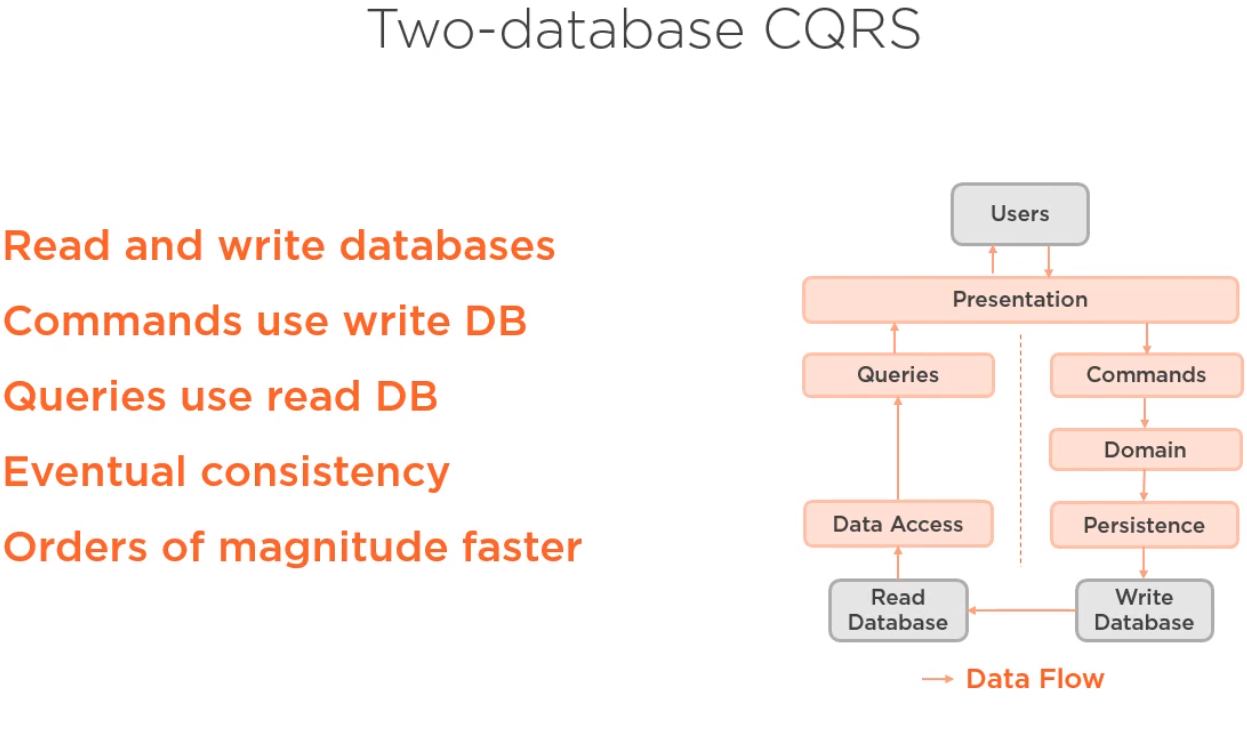 Two-database CQRS
Read and write databases
Commands use write DB
Queries use read DB
Eventual consistency
Orders of magnitude faster
Users
Presentation
Queries
Commands
Domain
Data Access
Persistence
Read
Database
Write
Database
Data Flow